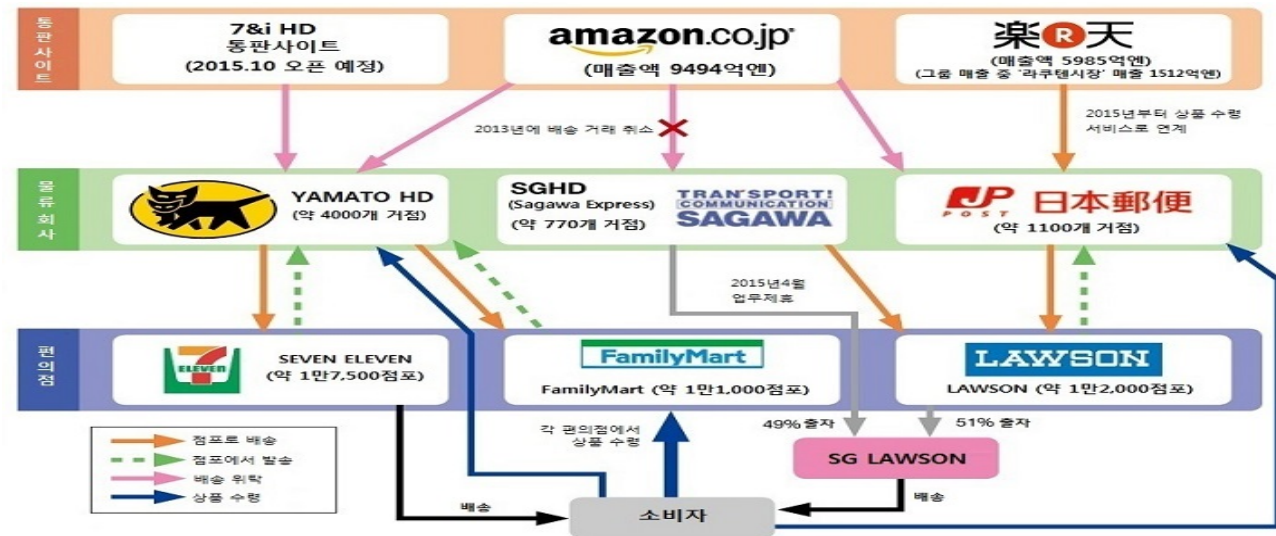 통판사이트
7&i HD
통판사이트
(2015.10 오픈 예정)
amazon.co.jp
(매출액 9494억엔)
楽R天
(매출액 5985억엔)
(그룹 매출 중 '라쿠텐시장' 매출 1512억엔)
2013년에 배송 거래 취소
2015년부터 상품 수령
서비스로 연계
물류회사
YAMATO HD
(약 4000개 거점)
SGHD
(Sagawa Express)
(약 770개 거점)
TRANSPORT!
COMMUNICATION
SAGAWA
JP
POST
日本郵便
(약 1100개 거점)
2015년4월
업무제휴
편의점
7
ELEVEN
SEVEN ELEVEN
(약 1만7,500점포)
FamilyMart
FamilyMart (약 1만1,000점포)
LAWSON
LAWSON (약 1만2,000점포)
점포로 배송
점포에서 발송
배송 위탁
상품 수령
각 편의점에서
상품 수령
49% 출자
51% 출자
SG LAWSON
배송
소비자
배송